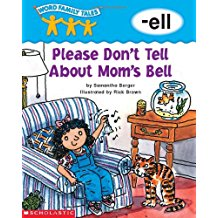 WORD FAMILY TALES
-ell
Please Don't Tell
About Mom's Bell
by Samantha Berger
Illustrated by Rick Brown
SCHOLASTIC